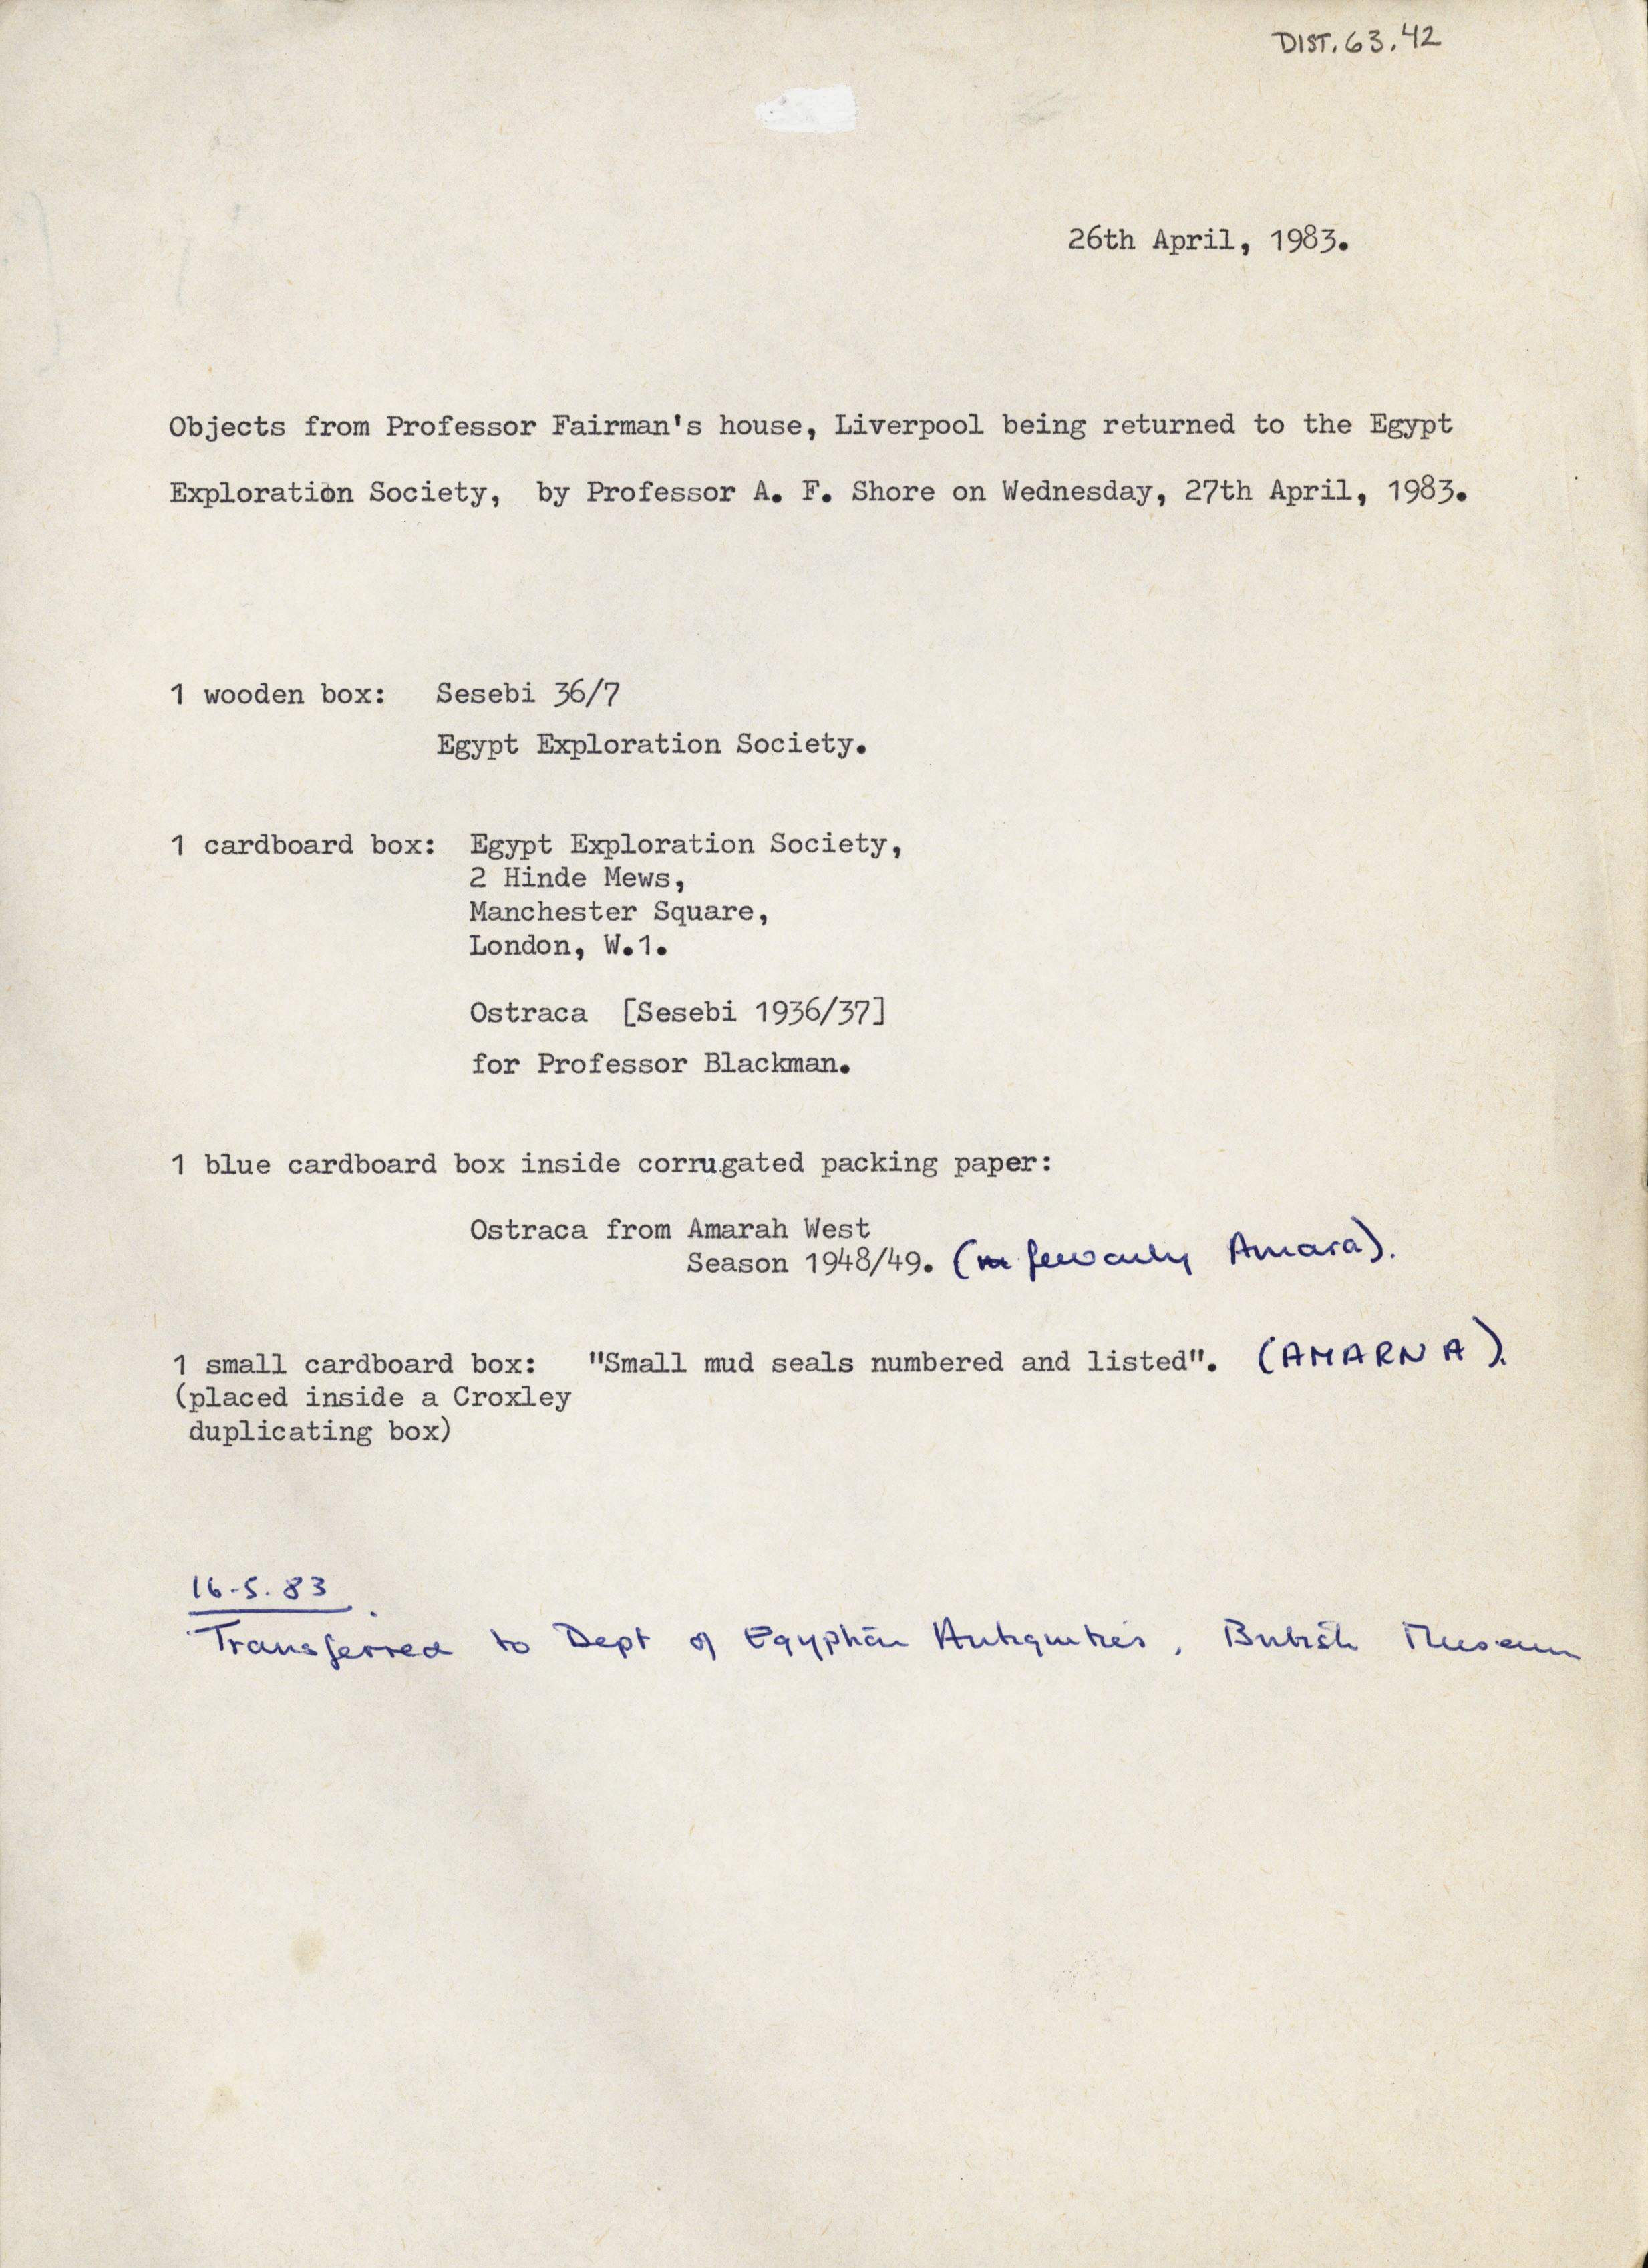 DIST.63.42
26th April, 1983.
Objects from Professor Fairman's house, Liverpool being returned to the Egypt
Exploration Society, by Professor A. F. Shore on Wednesday, 27th April, 1983.
1 wooden box: Sesebi 36/7
Egypt Exploration Society.
1 cardboard box: Egypt Exploration Society,
2 Hinde Mews,
Manchester Square,
London, W.1.
Ostraca [Sesebi 1936/37]
for Professor Blackman.
1 blue cardboard box inside corrugated packing paper:
Ostraca from Amarah West
Season 1948/49. (few only Amara).
1 small cardboard box: "Small mud seals numbered and listed". (AMARNA).
(placed inside a Croxley
duplicating box)
16.5.83
Transferred to Dept of Egyptian Antiquities, British Museum